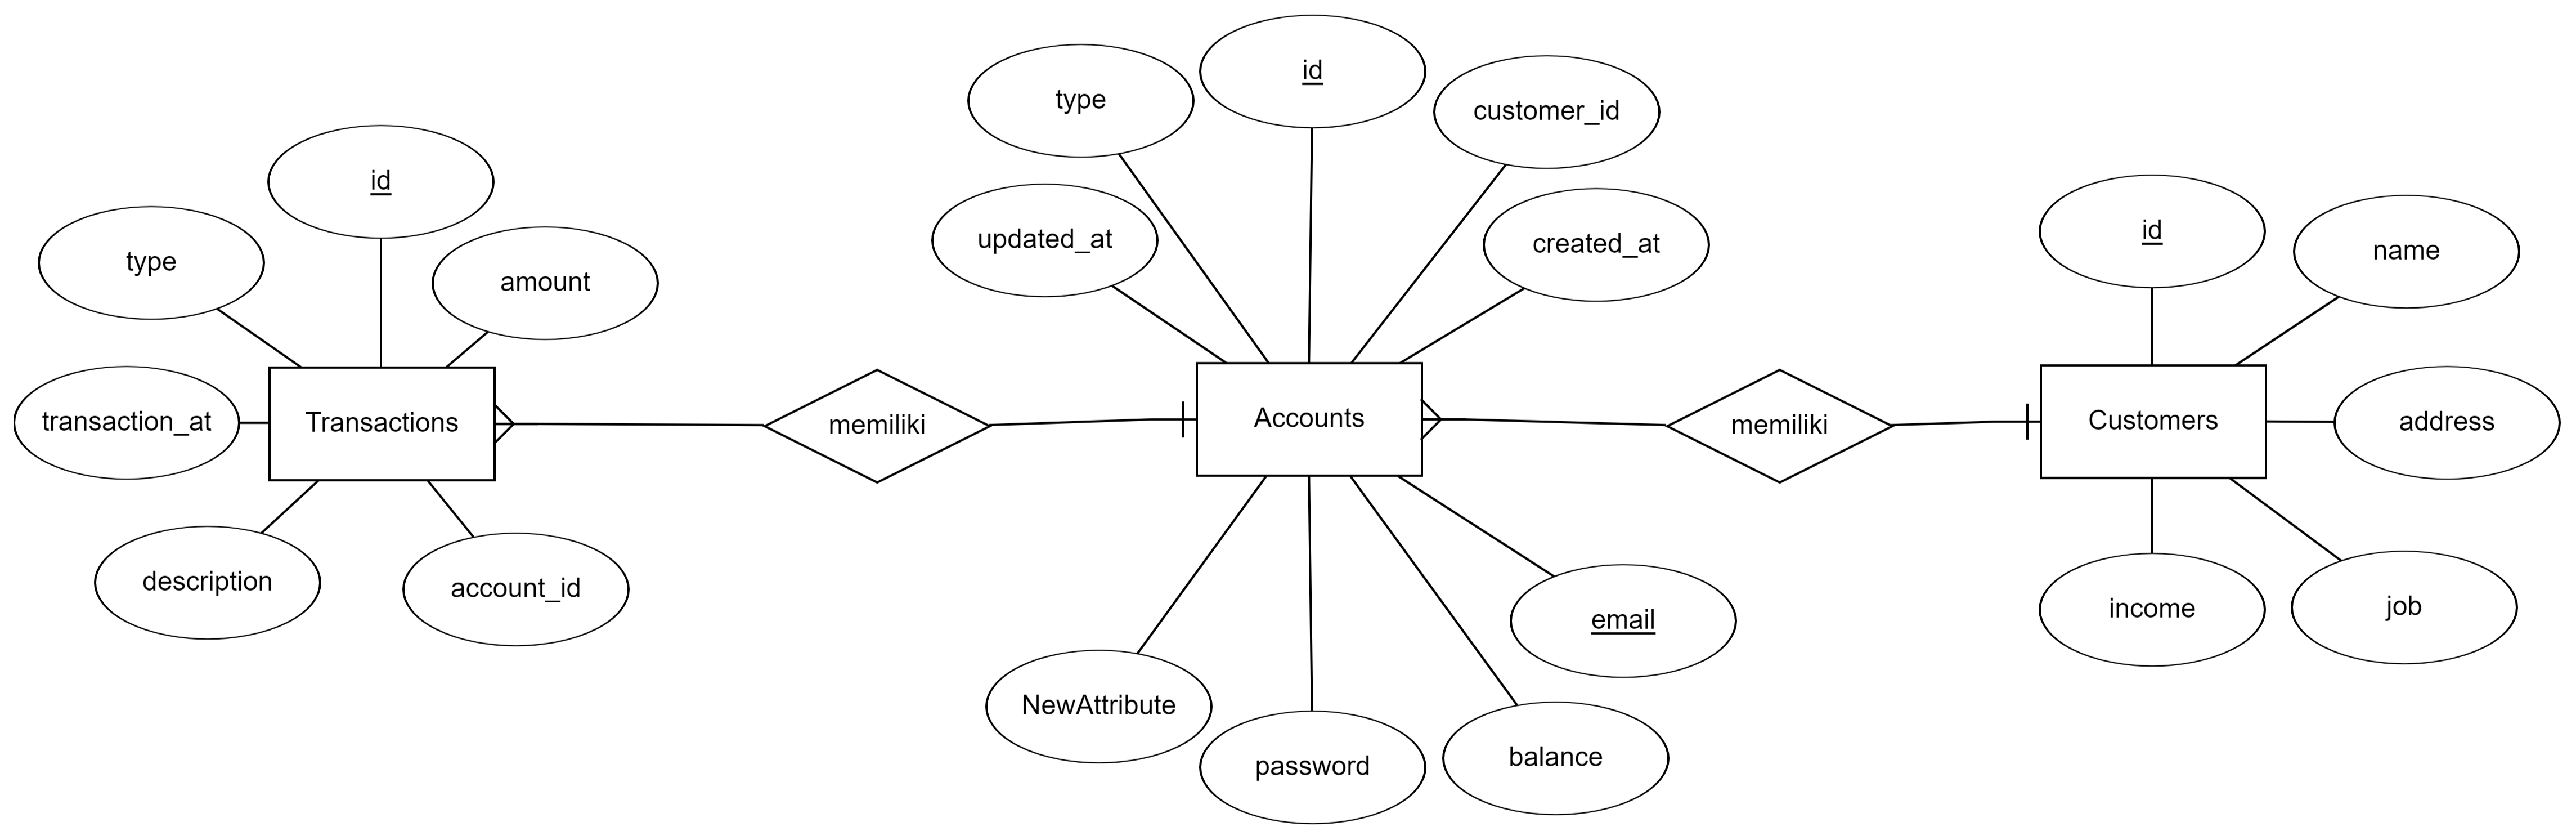 id
type
amount
transaction_at
Transactions
description
account_id
memiliki
id
type
customer_id
updated_at
created_at
Accounts
email
NewAttribute
balance
password
memiliki
id
name
Customers
address
income
job